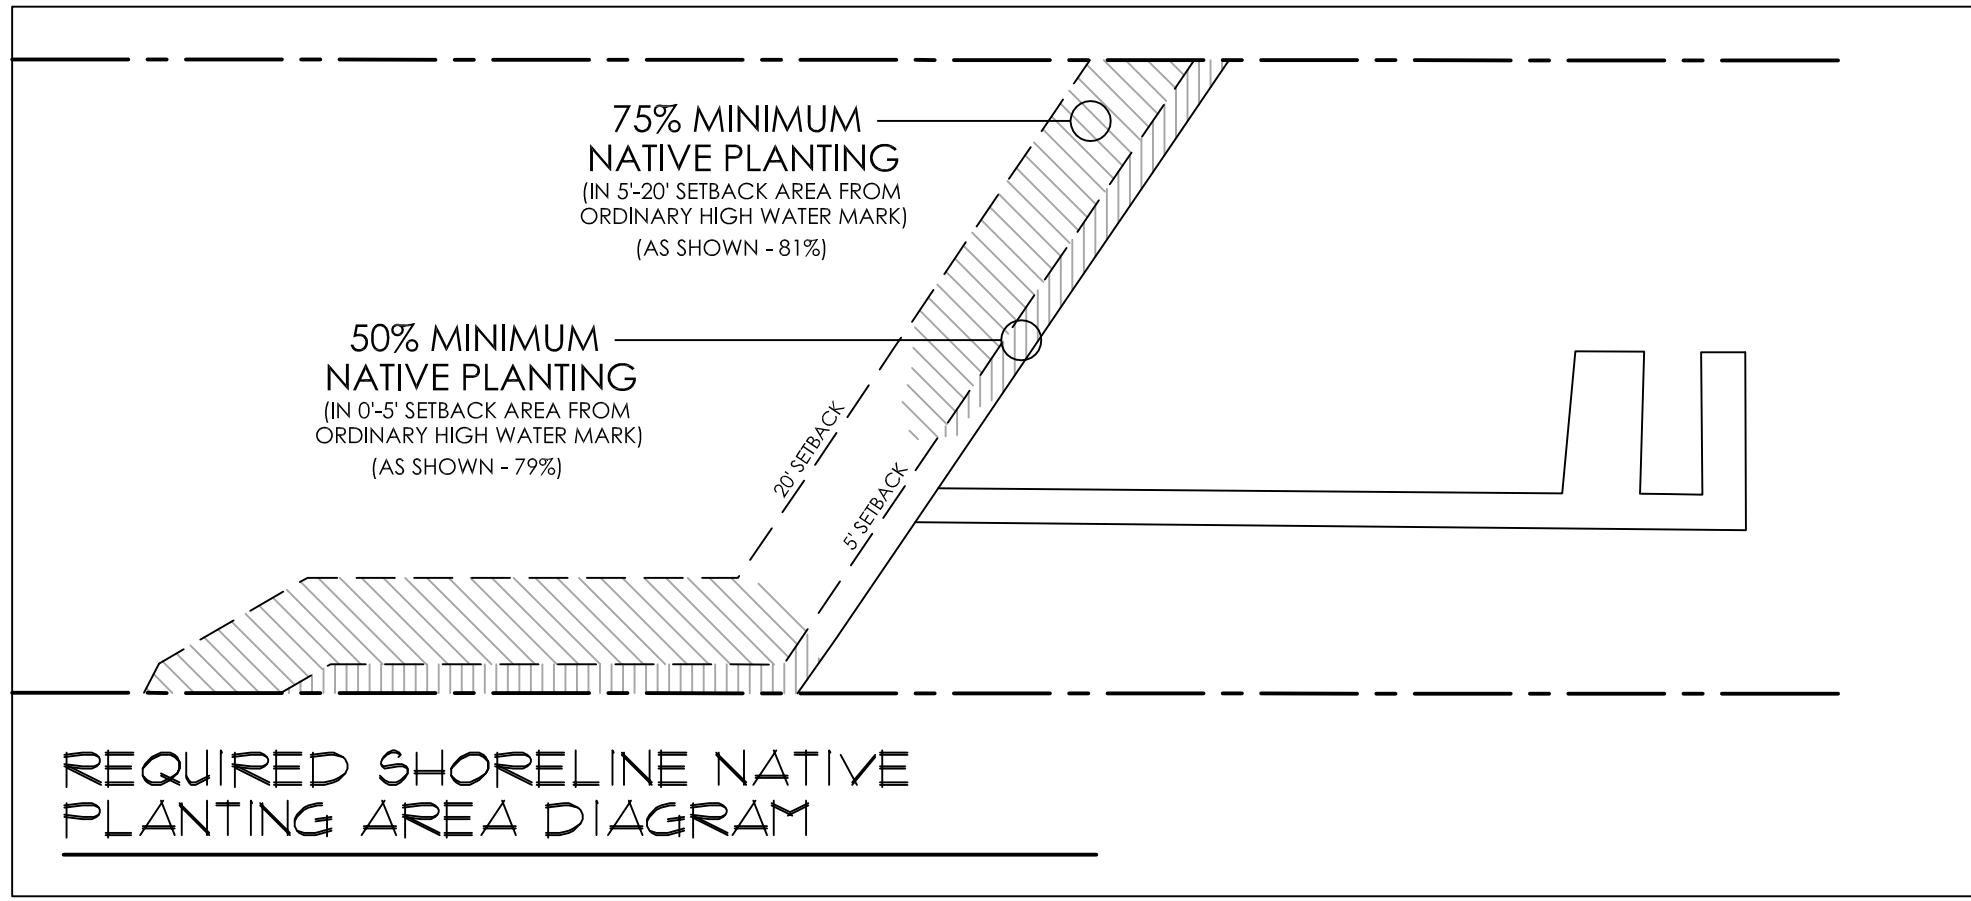 75% MINIMUM
NATIVE PLANTING
(IN 5'-20' SETBACK AREA FROM
ORDINARY HIGH WATER MARK)
(AS SHOWN - 81%)
50% MINIMUM
NATIVE PLANTING
(IN 0'-5' SETBACK AREA FROM
ORDINARY HIGH WATER MARK)
(AS SHOWN - 79%)
20' SETBACK
5' SETBACK
REQUIRED SHORELINE NATIVE
PLANTING AREA DIAGRAM